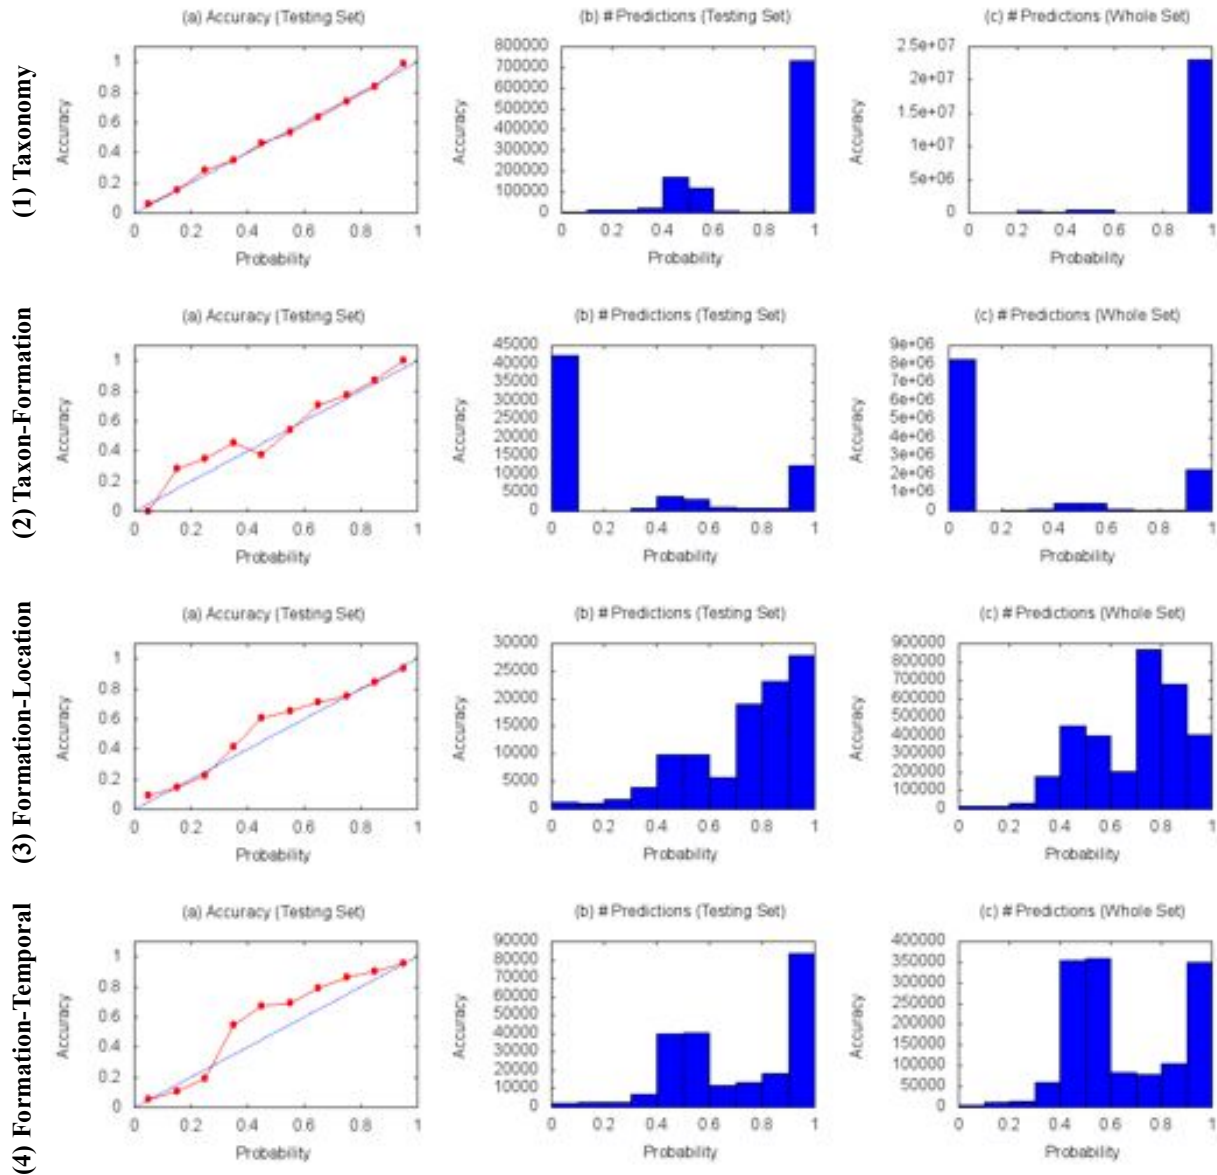 (1) Taxonomy
(a) Accuracy (Testing Set)
Accuracy
1
0.8
0.6
0.4
0.2
0
0 0.2 0.4 0.6 0.8 1
Probability
(b) # Predictions (Testing Set)
Accuracy
800000
700000
600000
500000
400000
300000
200000
100000
0
0 0.2 0.4 0.6 0.8 1
Probability
(c) # Predictions (Whole Set)
Accuracy
2.5e+07
2e+07
1.5e+07
1e+07
5e+06
0
0 0.2 0.4 0.6 0.8 1
Probability
(2) Taxon-Formation
(a) Accuracy (Testing Set)
Accuracy
1
0.8
0.6
0.4
0.2
0
0 0.2 0.4 0.6 0.8 1
Probability
(b) # Predictions (Testing Set)
Accuracy
45000
40000
35000
30000
25000
20000
15000
10000
5000
0
0 0.2 0.4 0.6 0.8 1
Probability
(c) # Predictions (Whole Set)
Accuracy
9e+06
8e+06
7e+06
6e+06
5e+06
4e+06
3e+06
2e+06
1e+06
0
0 0.2 0.4 0.6 0.8 1
Probability
(3) Formation-Location
(a) Accuracy (Testing Set)
Accuracy
1
0.8
0.6
0.4
0.2
0
0 0.2 0.4 0.6 0.8 1
Probability
(b) # Predictions (Testing Set)
Accuracy
30000
25000
20000
15000
10000
5000
0
0 0.2 0.4 0.6 0.8 1
Probability
(c) # Predictions (Whole Set)
Accuracy
900000
800000
700000
600000
500000
400000
300000
200000
100000
0
0 0.2 0.4 0.6 0.8 1
Probability
(4) Formation-Temporal
(a) Accuracy (Testing Set)
Accuracy
1
0.8
0.6
0.4
0.2
0
0 0.2 0.4 0.6 0.8 1
Probability
(b) # Predictions (Testing Set)
Accuracy
90000
80000
70000
60000
50000
40000
30000
20000
10000
0
0 0.2 0.4 0.6 0.8 1
Probability
(c) # Predictions (Whole Set)
Accuracy
400000
350000
300000
250000
200000
150000
100000
50000
0
0 0.2 0.4 0.6 0.8 1
Probability